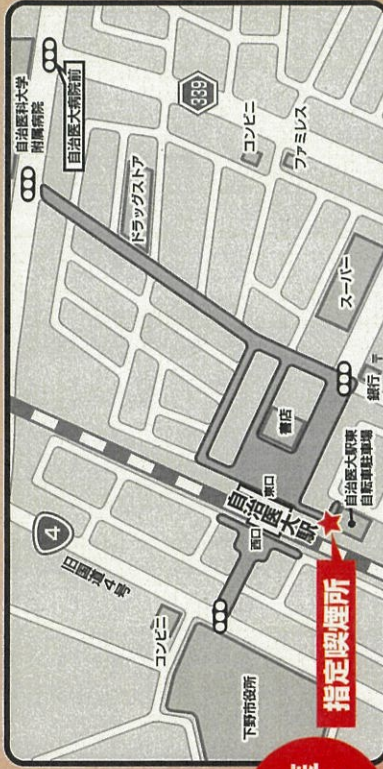 自治医科大学
附属病院
自治医大病院前
339
ドラッグストア
コンビニ
ファミレス
スーパー
銀行
〒
書店
東口
自治医大駅
西口
自治医大駅東
自転車駐車場
4
旧国道4号
コンビニ
下野市役所
指定喫煙所